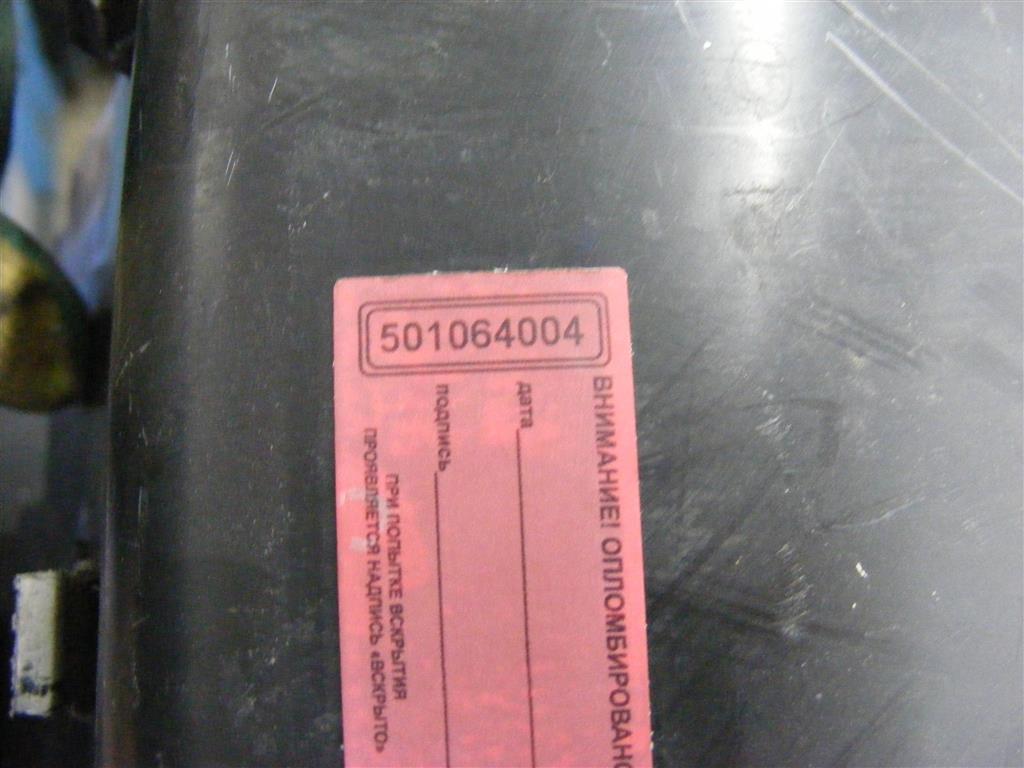 501064004
ВНИМАНИЕ! ОПЛОМБИРОВАНО
дата
подпись
ПРИ ПОПЫТКЕ ВСКРЫТИЯ
ПРОЯВЛЯЕТСЯ НАДПИСЬ «ВСКРЫТО»